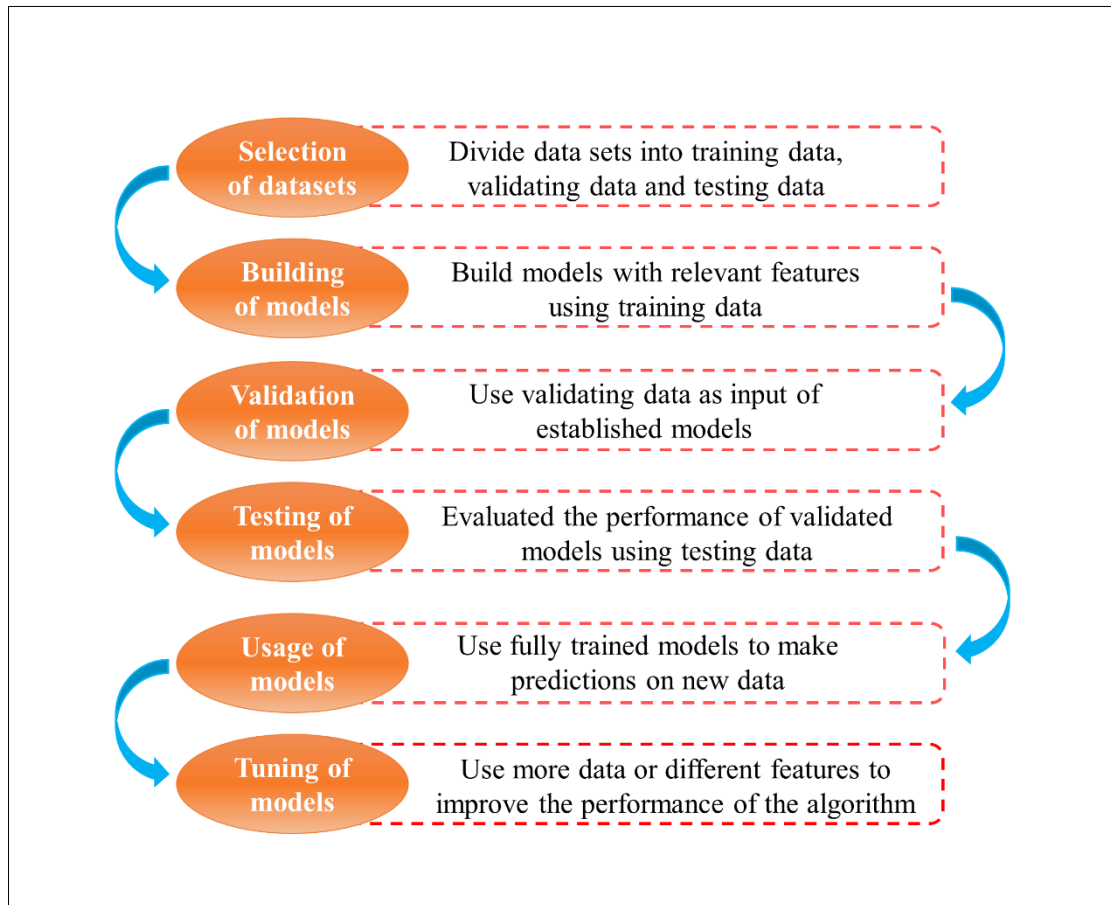 Selection
of datasets
Divide data sets into training data,
validating data and testing data
Building
of models
Build models with relevant features
using training data
Validation
of models
Use validating data as input of
established models
Testing of
models
Evaluated the performance of validated
models using testing data
Usage of
models
Use fully trained models to make
predictions on new data
Tuning of
models
Use more data or different features to
improve the performance of the algorithm